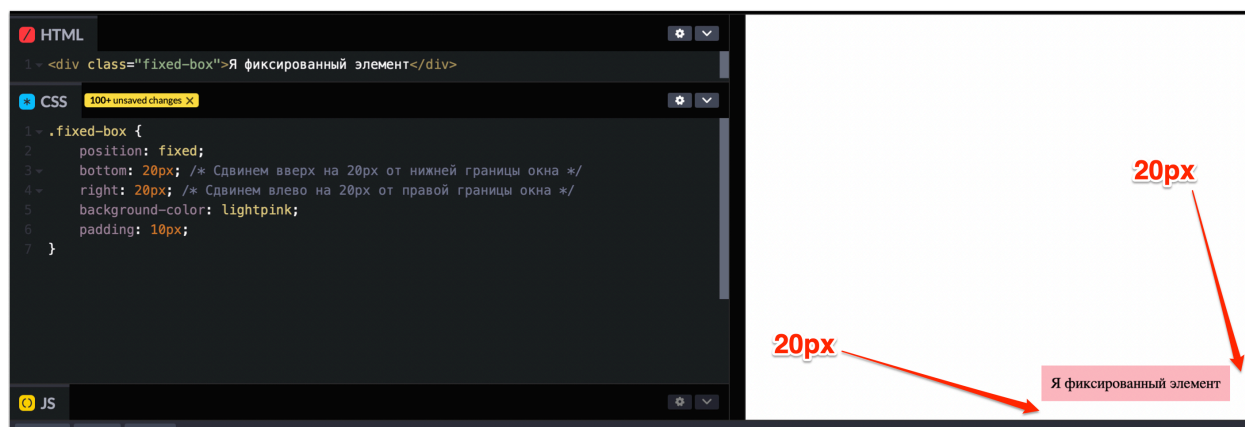 HTML
1 <div class="fixed-box">Я фиксированный элемент</div>
CSS 100+ unsaved changes X
1 .fixed-box {
2 position: fixed;
3 bottom: 20px; /* Сдвинем вверх на 20px от нижней границы окна */
4 right: 20px; /* Сдвинем влево на 20px от правой границы окна */
5 background-color: lightpink;
6 padding: 10px;
7 }
JS
20px
20px
Я фиксированный элемент